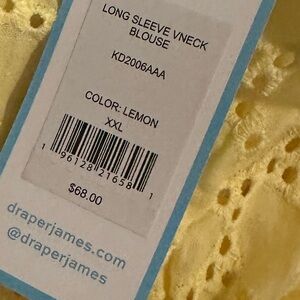 LONG SLEEVE VNECK
BLOUSE
KD2006AAA
COLOR: LEMON
XXL
1 96128 21658 1
$68.00
draperjames.com
@draperjames